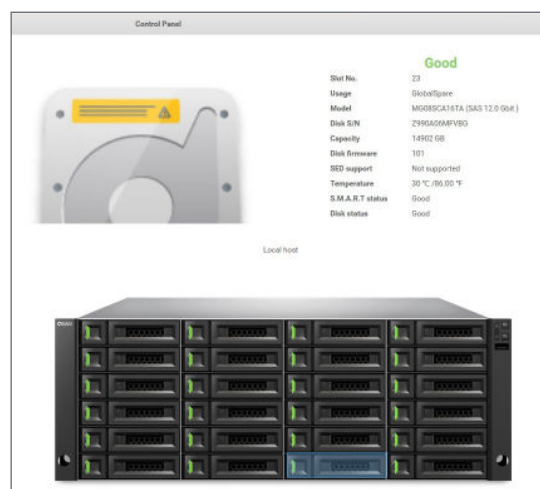 Control Panel
Good
Slot No. 23
Usage GlobalSpare
Model MG08SCA16TA (SAS 12.0 Gbit )
Disk S/N Z990A06MFVBG
Capacity 14902 GB
Disk firmware 101
SED support Not supported
Temperature 30 °C /86.00 °F
S.M.A.R.T status Good
Disk status Good
Local host
QSAN